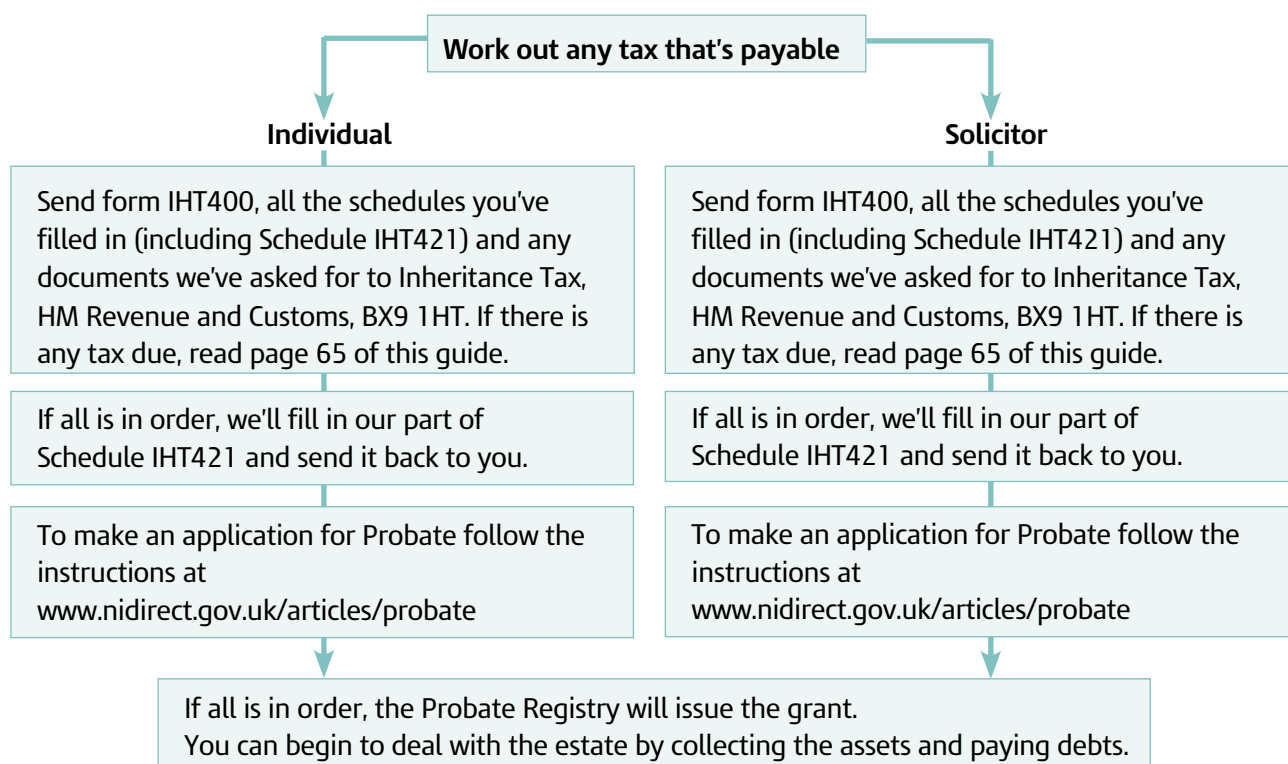 Work out any tax that's payable
Individual
Send form IHT400, all the schedules you've
filled in (including Schedule IHT421) and any
documents we've asked for to Inheritance Tax,
HM Revenue and Customs, BX9 1HT. If there is
any tax due, read page 65 of this guide.
If all is in order, we'll fill in our part of
Schedule IHT421 and send it back to you.
To make an application for Probate follow the
instructions at
www.nidirect.gov.uk/articles/probate
Solicitor
Send form IHT400, all the schedules you've
filled in (including Schedule IHT421) and any
documents we've asked for to Inheritance Tax,
HM Revenue and Customs, BX9 1HT. If there is
any tax due, read page 65 of this guide.
If all is in order, we'll fill in our part of
Schedule IHT421 and send it back to you.
To make an application for Probate follow the
instructions at
www.nidirect.gov.uk/articles/probate
If all is in order, the Probate Registry will issue the grant.
You can begin to deal with the estate by collecting the assets and paying debts.